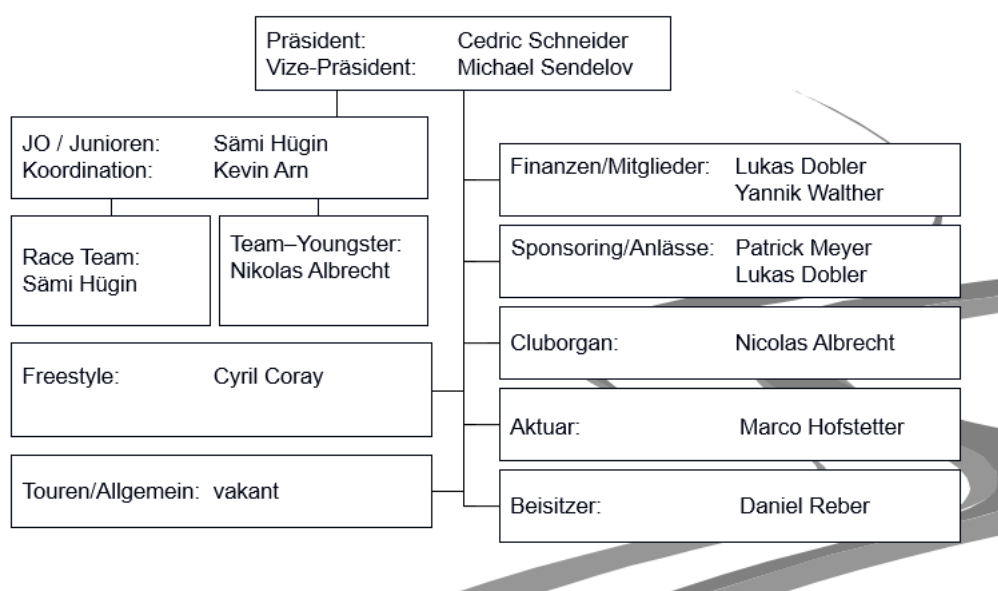 Präsident: Cedric Schneider
Vize-Präsident: Michael Sendelov
JO / Junioren: Sämi Hügin
Koordination: Kevin Arn
Race Team:
Sämi Hügin
Team–Youngster:
Nikolas Albrecht
Freestyle: Cyril Coray
Touren/Allgemein: vakant
Finanzen/Mitglieder: Lukas Dobler
Yannik Walther
Sponsoring/Anlässe: Patrick Meyer
Lukas Dobler
Cluborgan: Nicolas Albrecht
Aktuar: Marco Hofstetter
Beisitzer: Daniel Reber